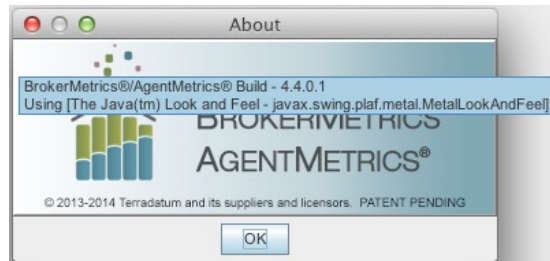 About
BrokerMetrics®/AgentMetrics® Build - 4.4.0.1
Using [The Java(tm) Look and Feel - javax.swing.plaf.metal.MetalLookAndFeel]
BROKERMETRICS
AGENTMETRICS®
© 2013-2014 Terradatum and its suppliers and licensors. PATENT PENDING
OK